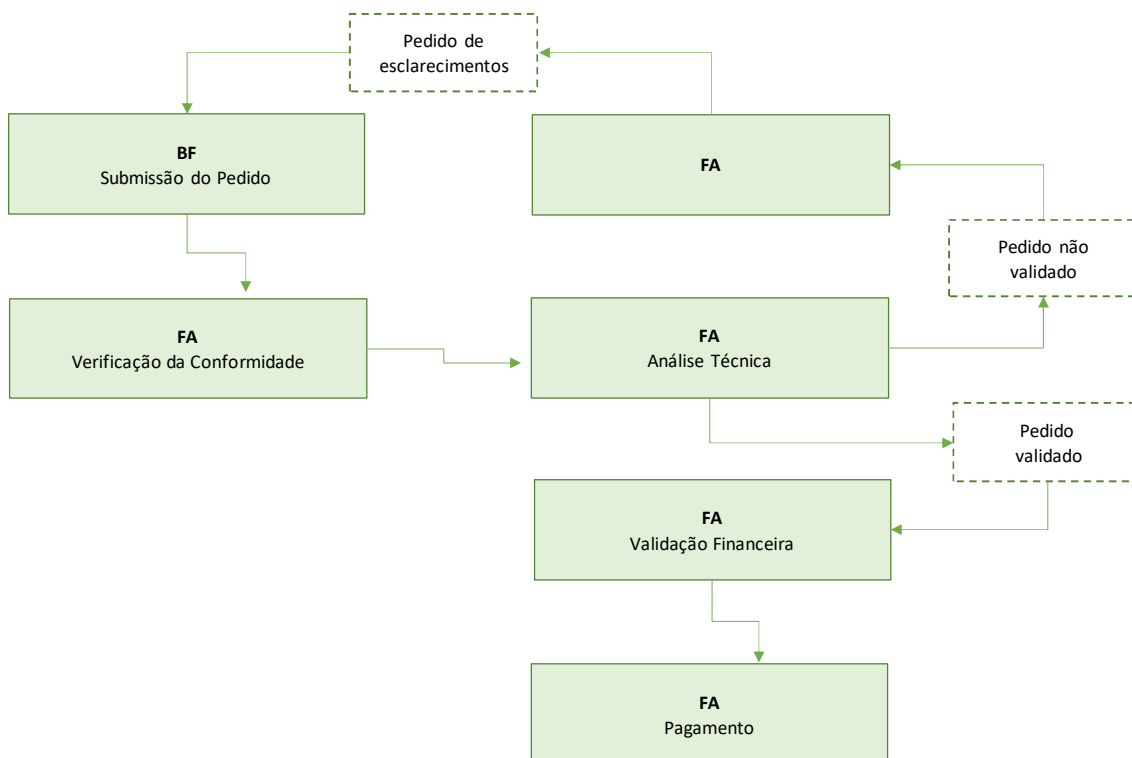 Pedido de
esclarecimentos
BF
Submissão do Pedido
FA
Pedido não
validado
FA
Verificação da Conformidade
FA
Análise Técnica
Pedido
validado
FA
Validação Financeira
FA
Pagamento